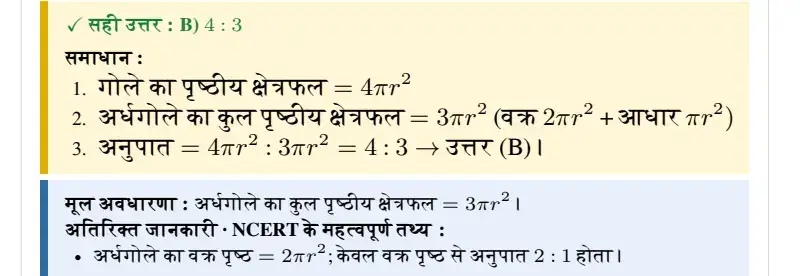 ✓ सही उत्तर : B) 4 : 3
समाधान :
1. गोले का पृष्ठीय क्षेत्रफल = 4πr²
2. अर्धगोले का कुल पृष्ठीय क्षेत्रफल = 3πr² (वक्र 2πr² + आधार πr²)
3. अनुपात = 4πr² : 3πr² = 4 : 3 → उत्तर (B)।
मूल अवधारणा : अर्धगोले का कुल पृष्ठीय क्षेत्रफल = 3πr²।
अतिरिक्त जानकारी · NCERT के महत्वपूर्ण तथ्य :
• अर्धगोले का वक्र पृष्ठ = 2πr²; केवल वक्र पृष्ठ से अनुपात 2 : 1 होता।